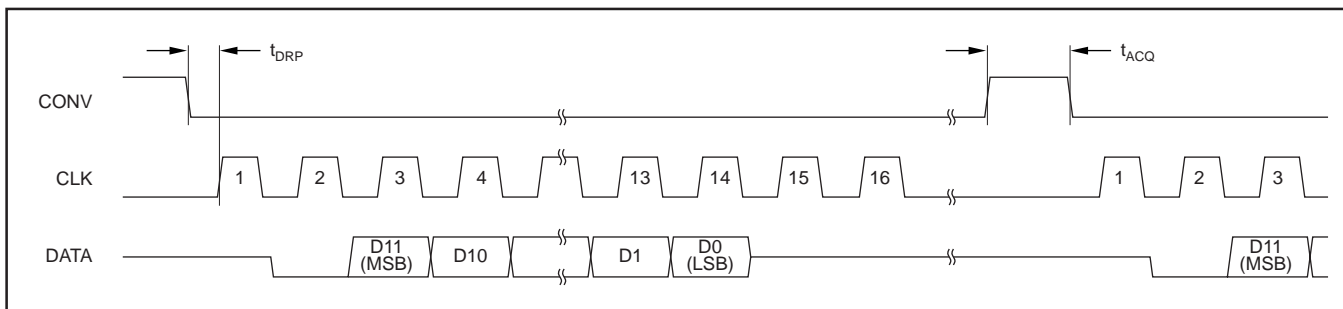 tDRP
tACQ
CONV
CLK
1 2 3 4 13 14 15 16 1 2 3
DATA
D11
(MSB)
D10
D1
D0
(LSB)
D11
(MSB)